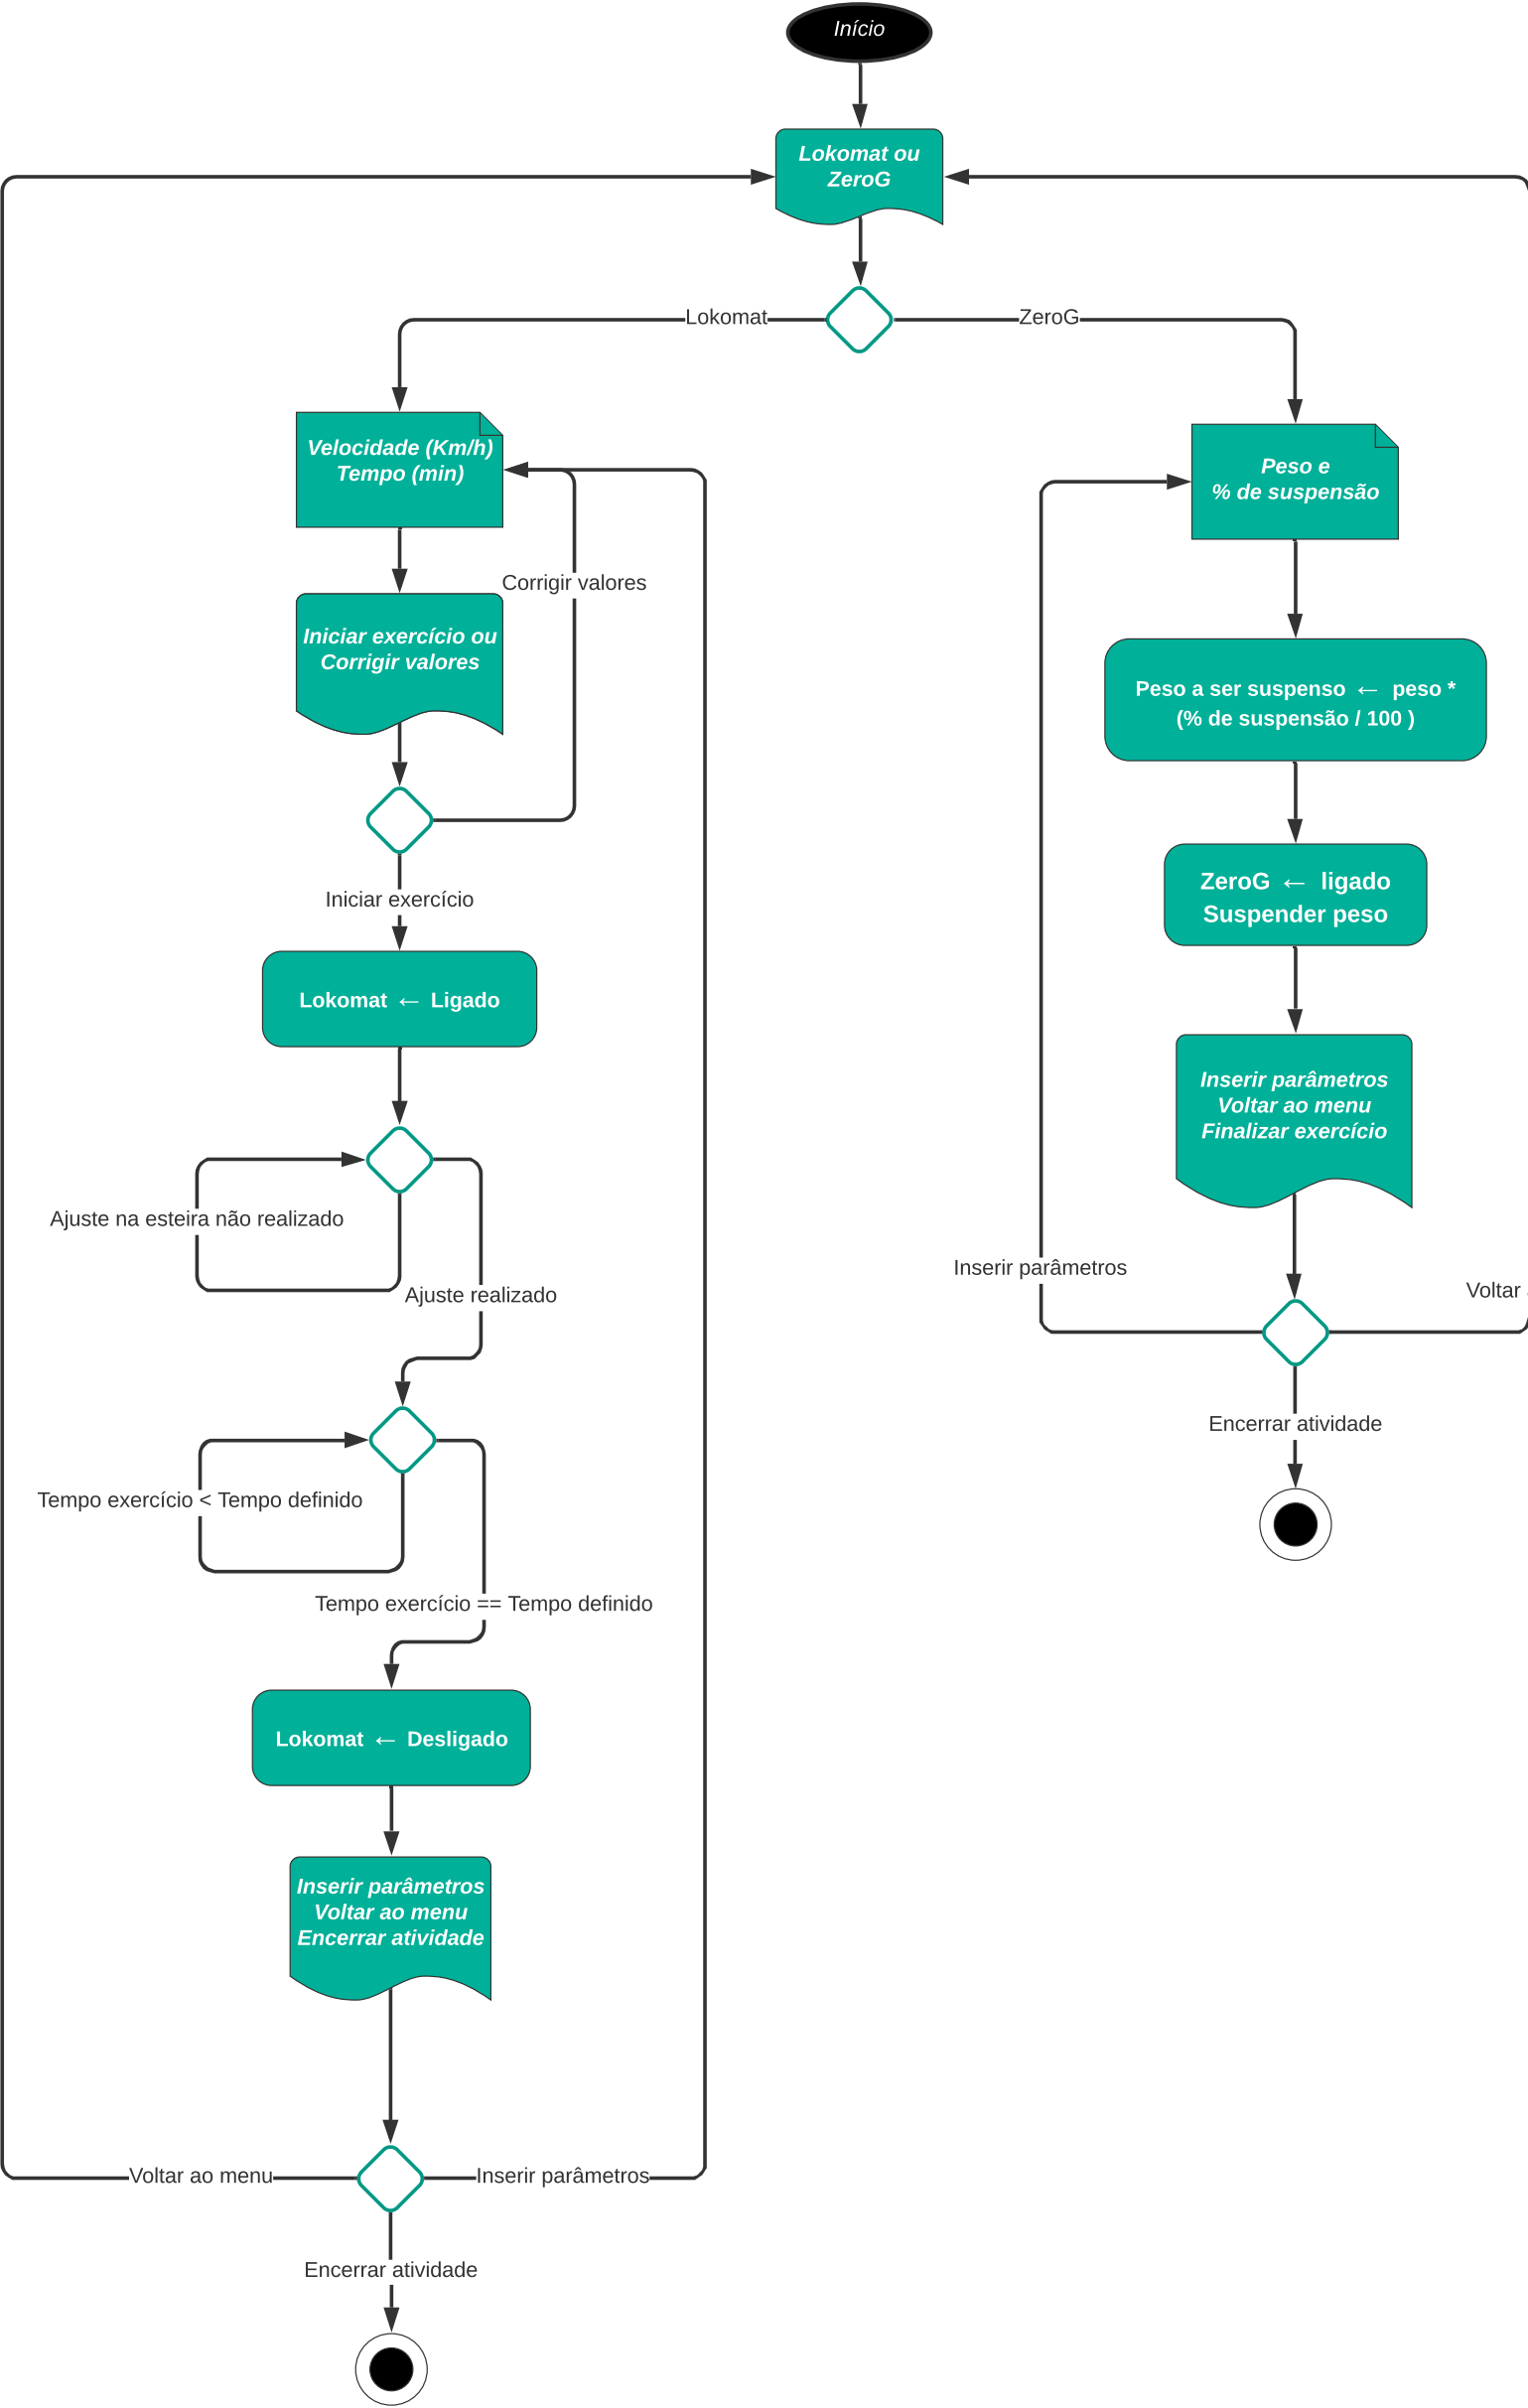 Início
Lokomat ou
ZeroG
Lokomat
ZeroG
Velocidade (Km/h)
Tempo (min)
Corrigir valores
Iniciar exercício ou
Corrigir valores
Iniciar exercício
Lokomat ← Ligado
Ajuste na esteira não realizado
Ajuste realizado
Tempo exercício < Tempo definido
Tempo exercício == Tempo definido
Lokomat ← Desligado
Inserir parâmetros
Voltar ao menu
Encerrar atividade
Voltar ao menu
Inserir parâmetros
Encerrar atividade
Peso e
% de suspensão
Peso a ser suspenso ← peso *
(% de suspensão / 100 )
ZeroG ← ligado
Suspender peso
Inserir parâmetros
Voltar ao menu
Finalizar exercício
Inserir parâmetros
Voltar
Encerrar atividade